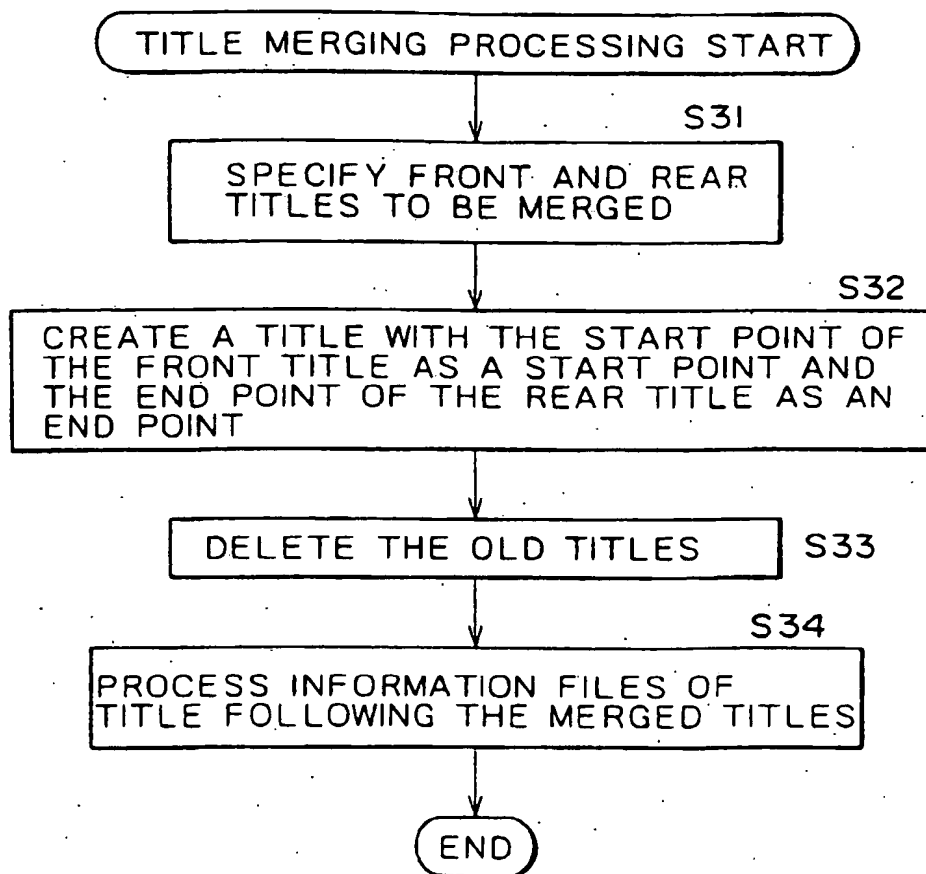 TITLE MERGING PROCESSING START
S31
SPECIFY FRONT AND REAR
TITLES TO BE MERGED
S32
CREATE A TITLE WITH THE START POINT OF
THE FRONT TITLE AS A START POINT AND
THE END POINT OF THE REAR TITLE AS AN
END POINT
DELETE THE OLD TITLES S33
S34
PROCESS INFORMATION FILES OF
TITLE FOLLOWING THE MERGED TITLES
END